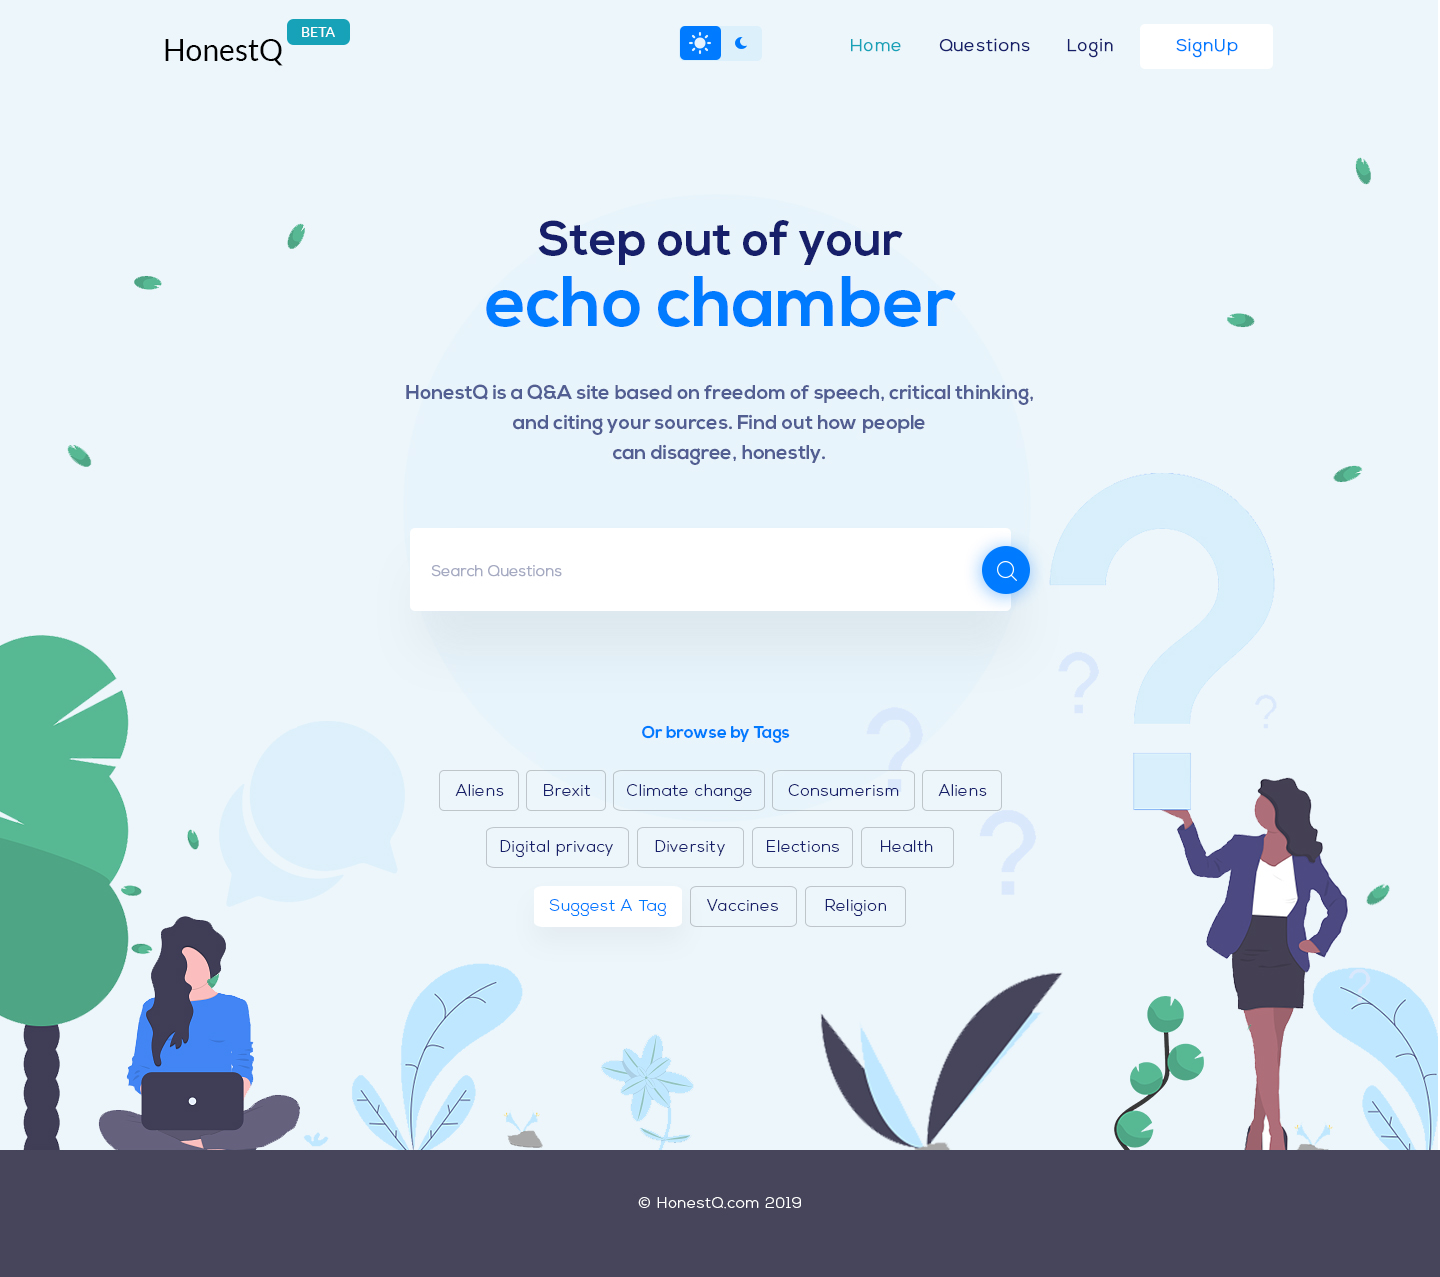 HonestQ BETA
Home Questions Login SignUp
Step out of your
echo chamber
HonestQ is a Q&A site based on freedom of speech, critical thinking,
and citing your sources. Find out how people
can disagree, honestly.
Search Questions
Or browse by Tags
Aliens Brexit Climate change Consumerism Aliens
Digital privacy Diversity Elections Health
Suggest A Tag Vaccines Religion
© HonestQ.com 2019